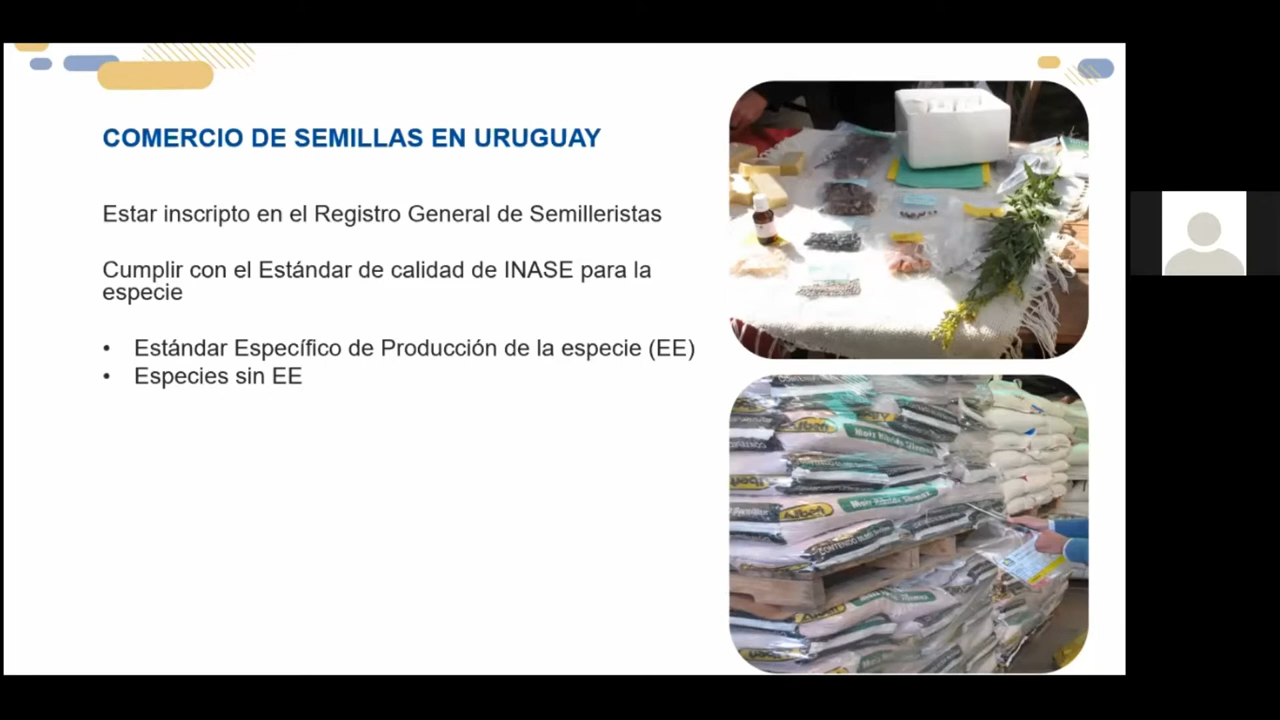 COMERCIO DE SEMILLAS EN URUGUAY
Estar inscripto en el Registro General de Semilleristas
Cumplir con el Estándar de calidad de INASE para la
especie
• Estándar Específico de Producción de la especie (EE)
• Especies sin EE